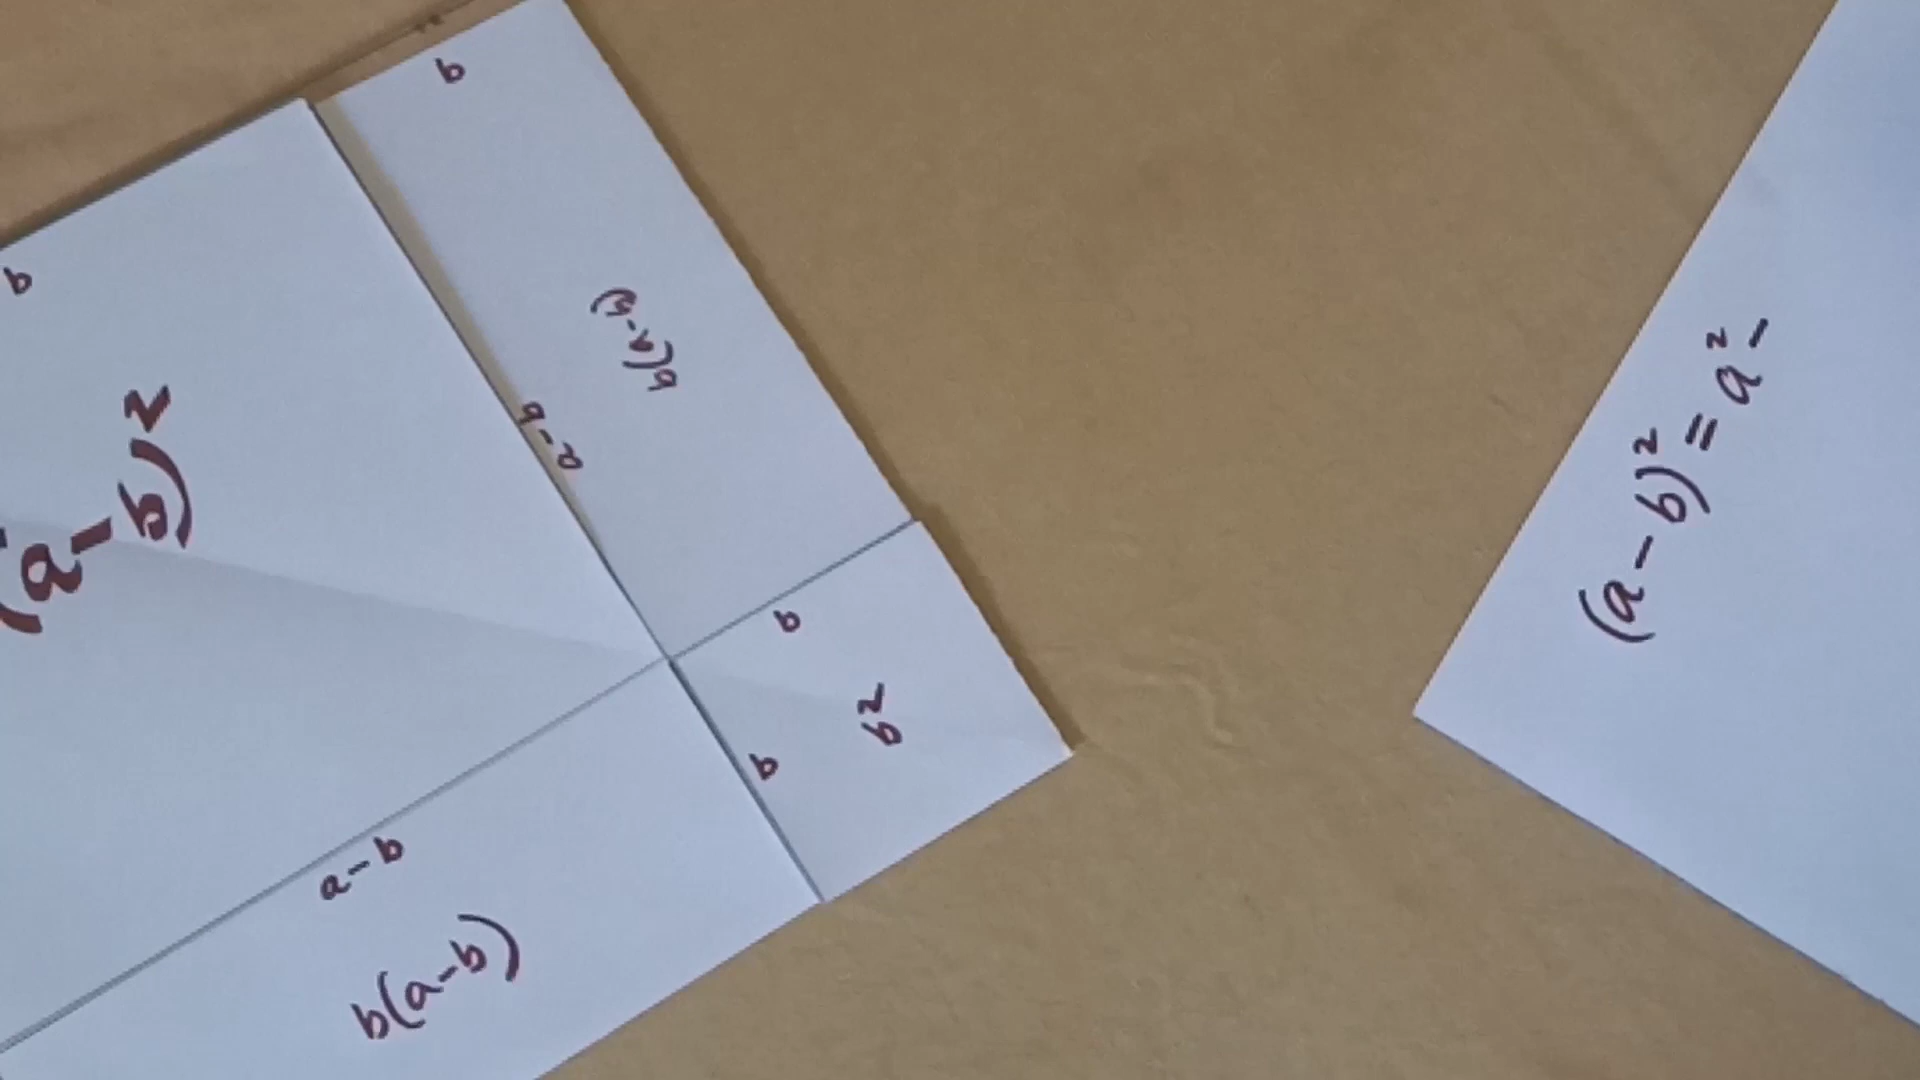 b
b
b(a-b)
(a-b)²
a-b
b
b²
b
a-b
b(a-b)
(a-b)² = a² -